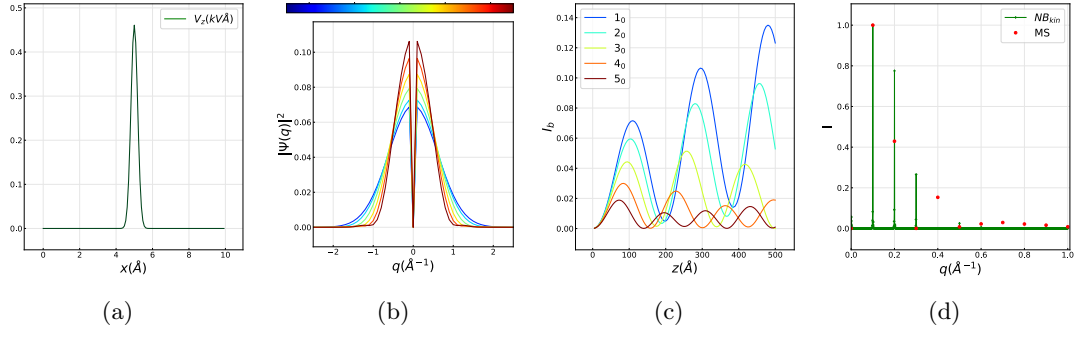 0.5
0.4
0.3
0.2
0.1
0.0
0 2 4 6 8 10
x(Å)
V_z(kVÅ)
(a)
0.10
0.08
0.06
0.04
0.02
0.00
−2 −1 0 1 2
q(Å⁻¹)
|Ψ(q)|²
(b)
0.14
0.12
0.10
0.08
0.06
0.04
0.02
0.00
0 100 200 300 400 500
z(Å)
I_b
1₀
2₀
3₀
4₀
5₀
(c)
1.0
0.8
0.6
0.4
0.2
0.0
0.0 0.2 0.4 0.6 0.8 1.0
q(Å⁻¹)
I
NB_kin
MS
(d)